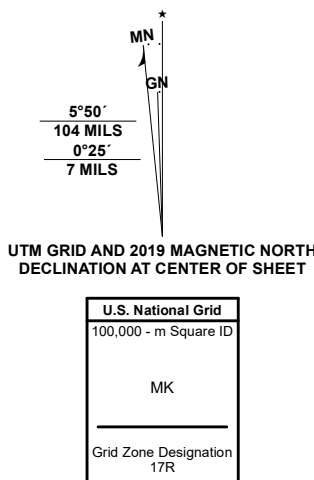 ★
MN
GN
5°50´
104 MILS
0°25´
7 MILS
UTM GRID AND 2019 MAGNETIC NORTH
DECLINATION AT CENTER OF SHEET
U.S. National Grid
100,000 - m Square ID
MK
Grid Zone Designation
17R